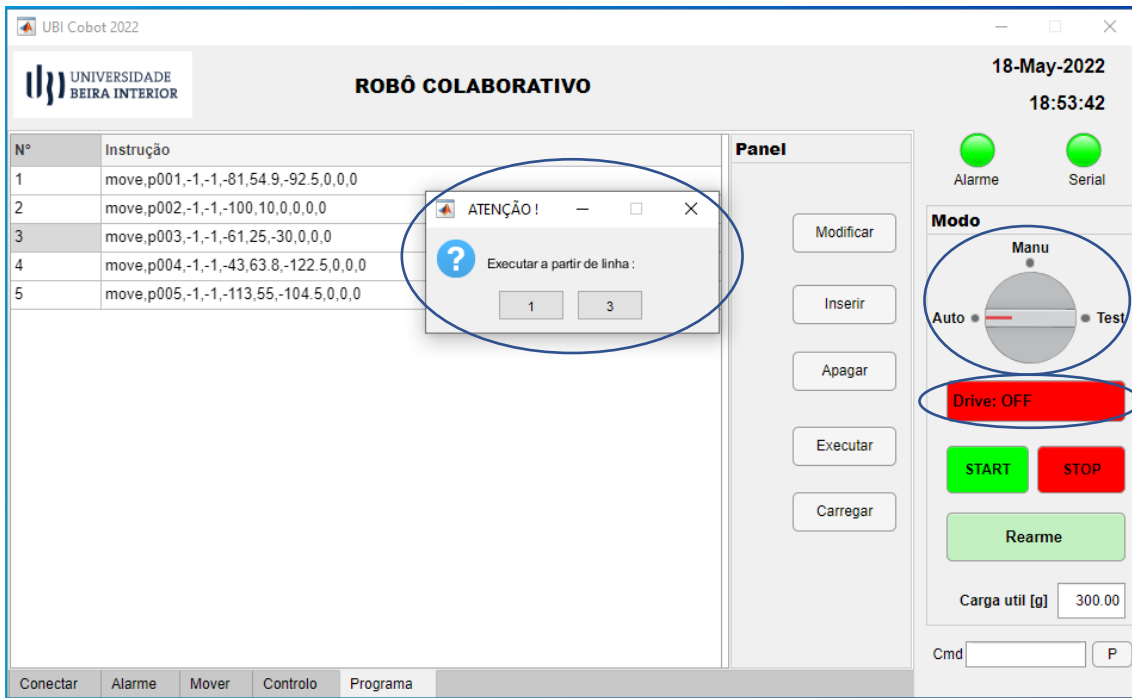 UBI Cobot 2022
UNIVERSIDADE
BEIRA INTERIOR
ROBÔ COLABORATIVO
18-May-2022
18:53:42
N° Instrução
1 move,p001,-1,-1,-81,54.9,-92.5,0,0,0
2 move,p002,-1,-1,-100,10,0,0,0,0
3 move,p003,-1,-1,-61,25,-30,0,0,0
4 move,p004,-1,-1,-43,63.8,-122.5,0,0,0
5 move,p005,-1,-1,-113,55,-104.5,0,0,0
ATENÇÃO !
Executar a partir de linha :
1 3
Panel
Modificar
Inserir
Apagar
Executar
Carregar
Alarme Serial
Modo
Manu
Auto Test
Drive: OFF
START STOP
Rearme
Carga util [g] 300.00
Cmd P
Conectar Alarme Mover Controlo Programa